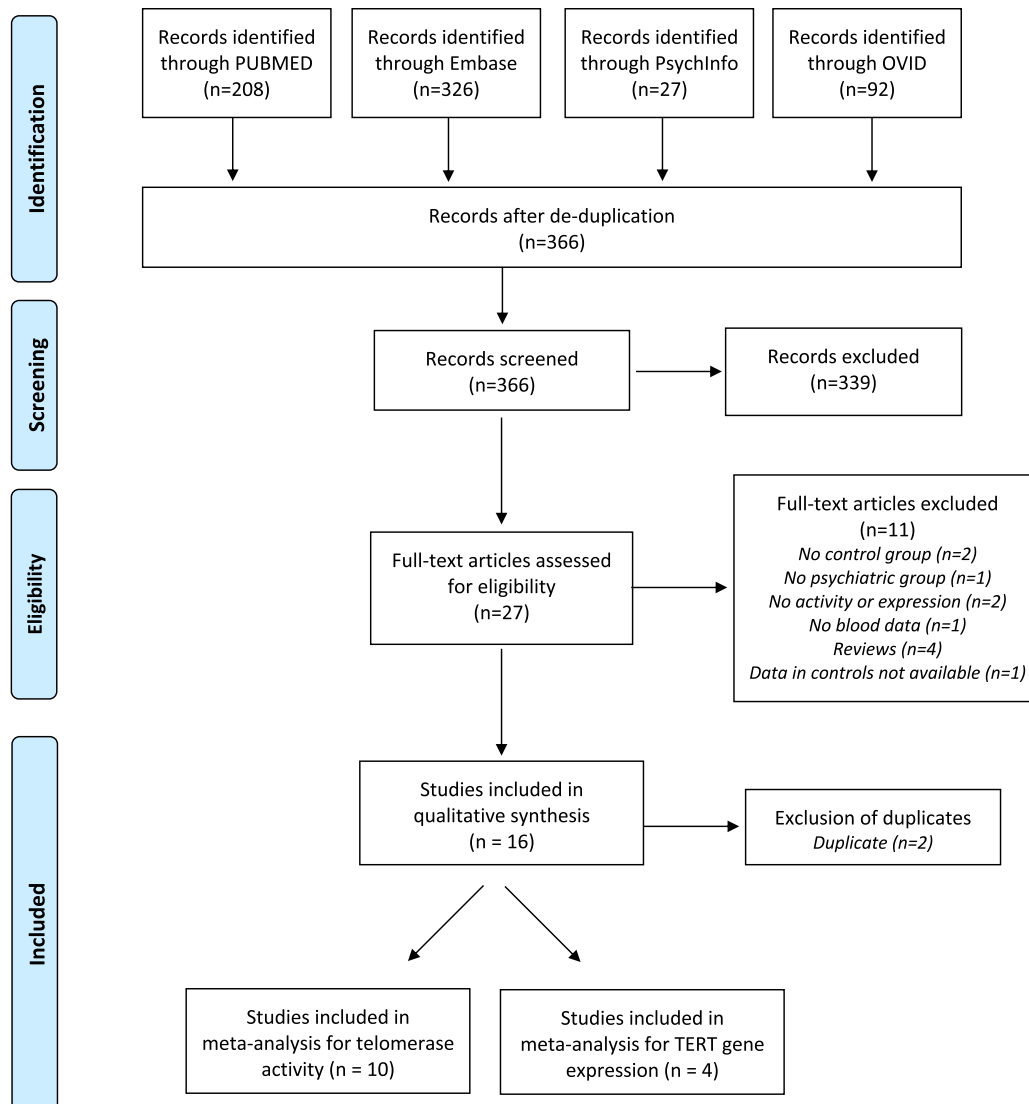 Identification
Records identified
through PUBMED
(n=208)
Records identified
through Embase
(n=326)
Records identified
through PsychInfo
(n=27)
Records identified
through OVID
(n=92)
Records after de-duplication
(n=366)
Screening
Records screened
(n=366)
Records excluded
(n=339)
Eligibility
Full-text articles assessed
for eligibility
(n=27)
Full-text articles excluded
(n=11)
No control group (n=2)
No psychiatric group (n=1)
No activity or expression (n=2)
No blood data (n=1)
Reviews (n=4)
Data in controls not available (n=1)
Included
Studies included in
qualitative synthesis
(n = 16)
Exclusion of duplicates
Duplicate (n=2)
Studies included in
meta-analysis for telomerase
activity (n = 10)
Studies included in
meta-analysis for TERT gene
expression (n = 4)